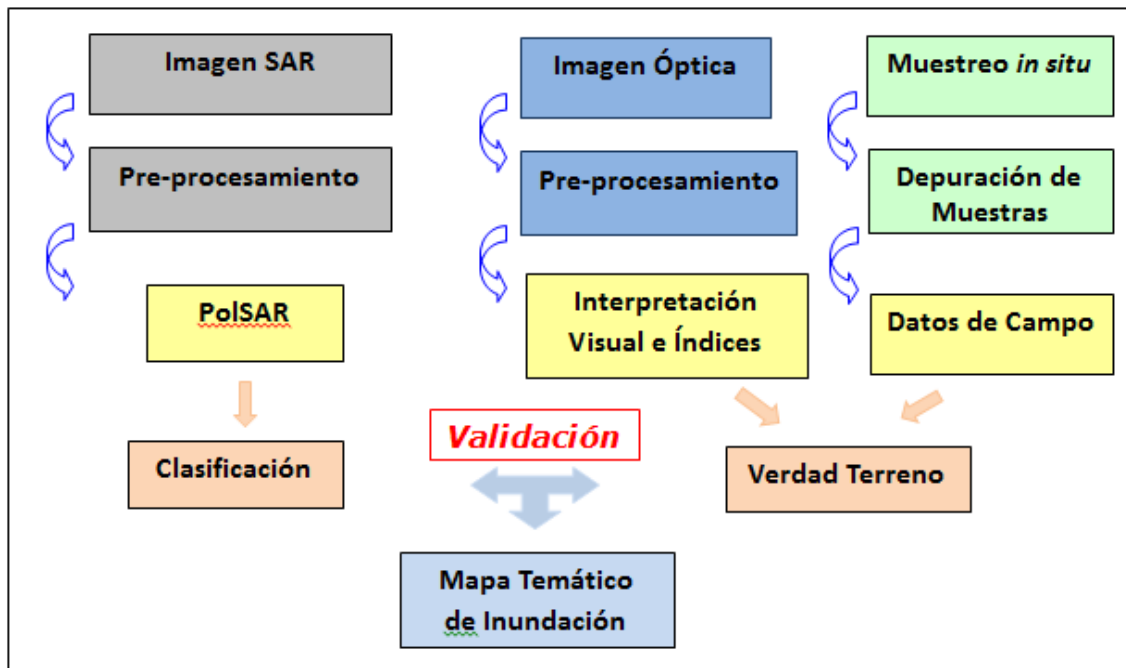 Imagen SAR
Imagen Óptica
Muestreo in situ
Pre-procesamiento
Pre-procesamiento
Depuración de
Muestras
PolSAR
Interpretación
Visual e Índices
Datos de Campo
Validación
Clasificación
Verdad Terreno
Mapa Temático
de Inundación